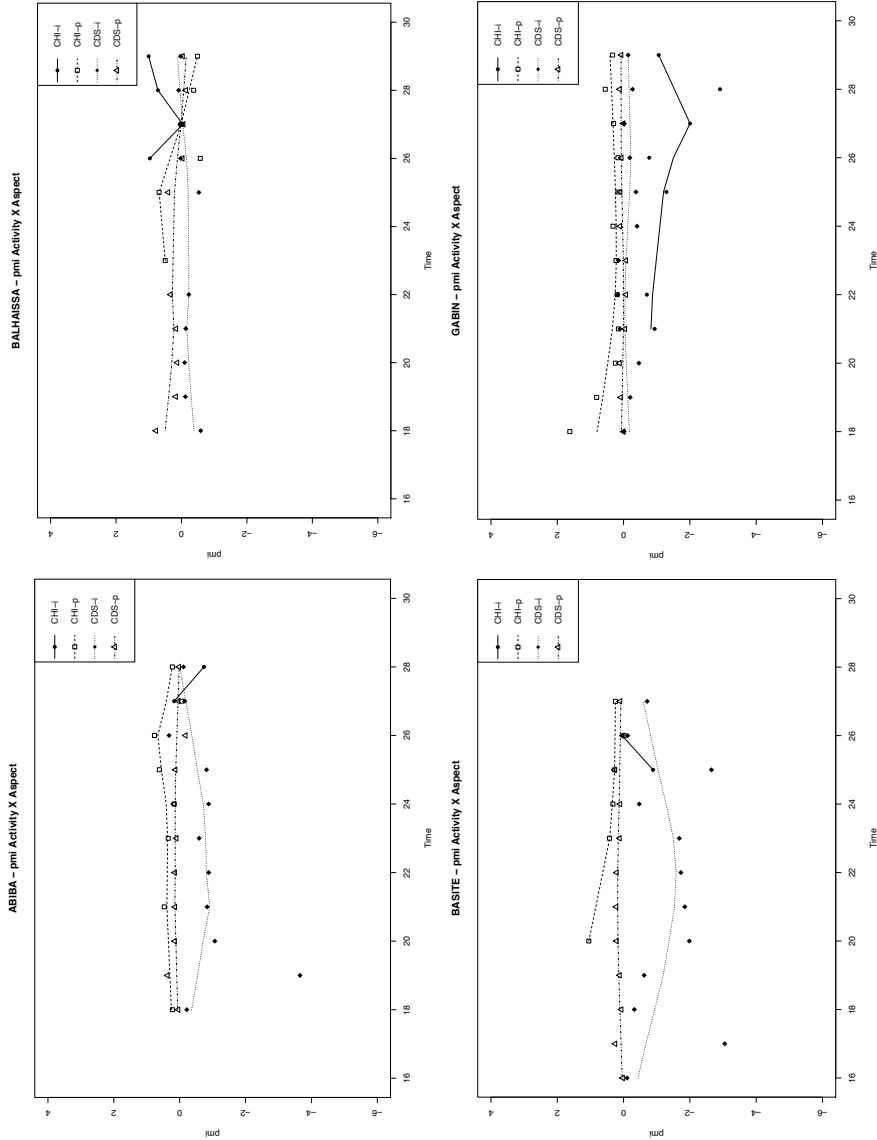 ABIBA – pmi Activity X Aspect
CHI–i
CHI–p
CDS–i
CDS–p
4
2
0
−2
−4
−6
pmi
16 18 20 22 24 26 28 30
Time
BALHAISSA – pmi Activity X Aspect
CHI–i
CHI–p
CDS–i
CDS–p
4
2
0
−2
−4
−6
pmi
16 18 20 22 24 26 28 30
Time
BASITE – pmi Activity X Aspect
CHI–i
CHI–p
CDS–i
CDS–p
4
2
0
−2
−4
−6
pmi
16 18 20 22 24 26 28 30
Time
GABIN – pmi Activity X Aspect
CHI–i
CHI–p
CDS–i
CDS–p
4
2
0
−2
−4
−6
pmi
16 18 20 22 24 26 28 30
Time